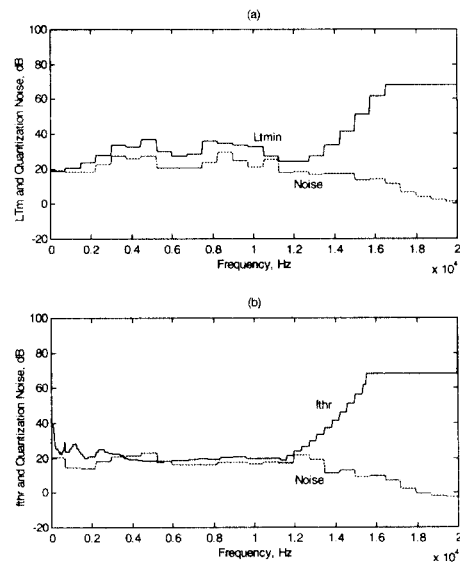 (a)
LTm and Quantization Noise, dB
100
80
60
40
20
0
20
Ltmin
Noise
0 0.2 0.4 0.6 0.8 1 1.2 1.4 1.6 1.8 2
Frequency, Hz
x 10^4
(b)
fthr and Quantization Noise, dB
100
80
60
40
20
0
-20
fthr
Noise
0 0.2 0.4 0.6 0.8 1 1.2 1.4 1.6 1.8 2
Frequency, Hz
x 10^4